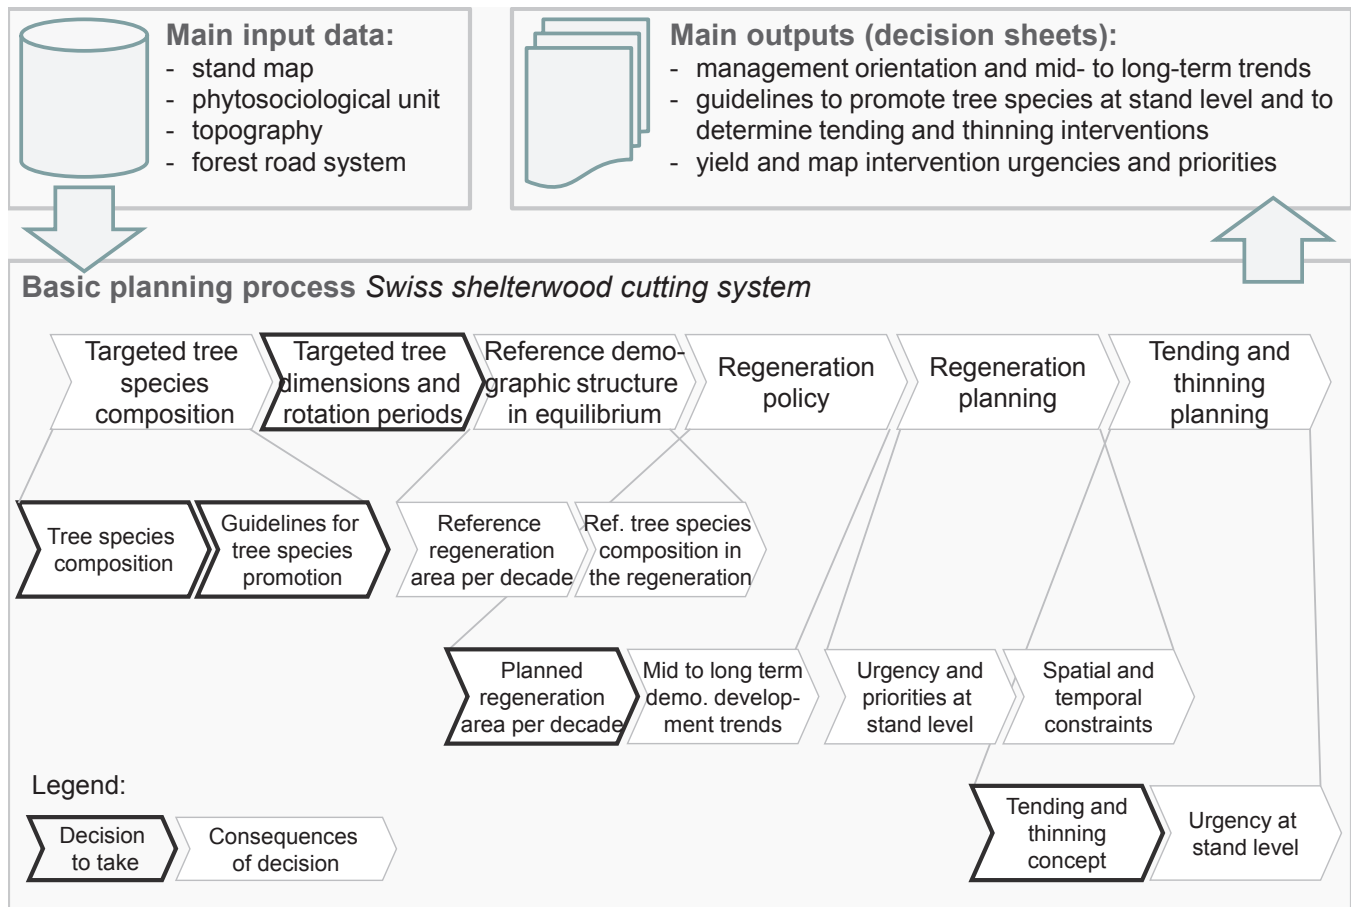 Main input data:
- stand map
- phytosociological unit
- topography
- forest road system
Main outputs (decision sheets):
- management orientation and mid- to long-term trends
- guidelines to promote tree species at stand level and to
determine tending and thinning interventions
- yield and map intervention urgencies and priorities
Basic planning process Swiss shelterwood cutting system
Targeted tree
species
composition
Targeted tree
dimensions and
rotation periods
Reference demo-
graphic structure
in equilibrium
Regeneration
policy
Regeneration
planning
Tending and
thinning
planning
Tree species
composition
Guidelines for
tree species
promotion
Reference
regeneration
area per decade
Ref. tree species
composition in
the regeneration
Planned
regeneration
area per decade
Mid to long term
demo. develop-
ment trends
Urgency and
priorities at
stand level
Spatial and
temporal
constraints
Tending and
thinning
concept
Urgency at
stand level
Legend:
Decision
to take
Consequences
of decision